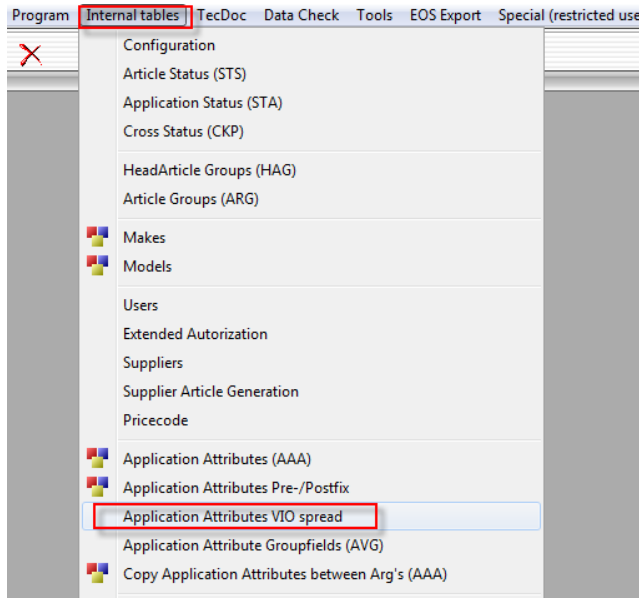 Program Internal tables TecDoc Data Check Tools EOS Export Special (restricted use
Configuration
Article Status (STS)
Application Status (STA)
Cross Status (CKP)
HeadArticle Groups (HAG)
Article Groups (ARG)
Makes
Models
Users
Extended Autorization
Suppliers
Supplier Article Generation
Pricecode
Application Attributes (AAA)
Application Attributes Pre-/Postfix
Application Attributes VIO spread
Application Attribute Groupfields (AVG)
Copy Application Attributes between Arg's (AAA)